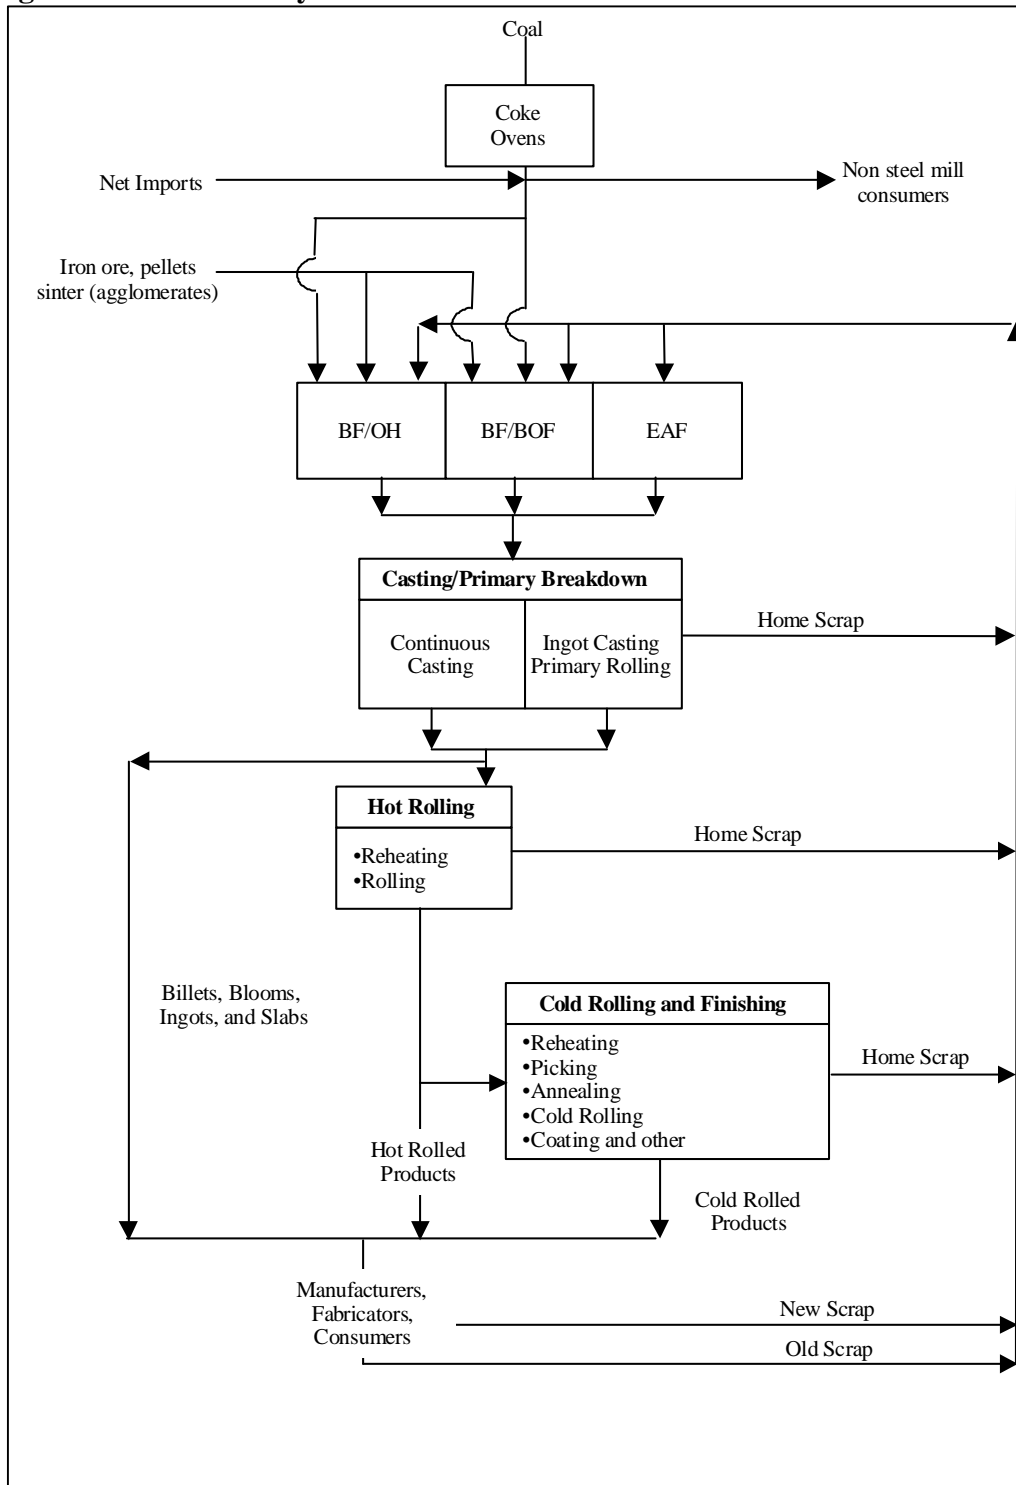 Coal
Coke
Ovens
Net Imports
Non steel mill
consumers
Iron ore, pellets
sinter (agglomerates)
BF/OH
BF/BOF
EAF
Casting/Primary Breakdown
Continuous
Casting
Ingot Casting
Primary Rolling
Home Scrap
Hot Rolling
•Reheating
•Rolling
Home Scrap
Billets, Blooms,
Ingots, and Slabs
Cold Rolling and Finishing
•Reheating
•Picking
•Annealing
•Cold Rolling
•Coating and other
Home Scrap
Hot Rolled
Products
Cold Rolled
Products
Manufacturers,
Fabricators,
Consumers
New Scrap
Old Scrap